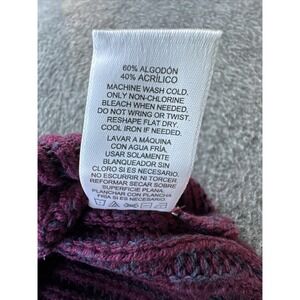 60% ALGODÓN
40% ACRÍLICO
MACHINE WASH COLD.
ONLY NON-CHLORINE
BLEACH WHEN NEEDED.
DO NOT WRING OR TWIST.
RESHAPE FLAT DRY.
COOL IRON IF NEEDED.
LAVAR A MÁQUINA
CON AGUA FRÍA.
USAR SOLAMENTE
BLANQUEADOR SIN
CLORO SI ES NECESARIO.
NO ESCURRIR NI TORCER.
REFORMAR SECAR SOBRE
SUPERFICIE PLANA.
PLANCHAR CON PLANCHA
FRÍA SI ES NECESARIO.